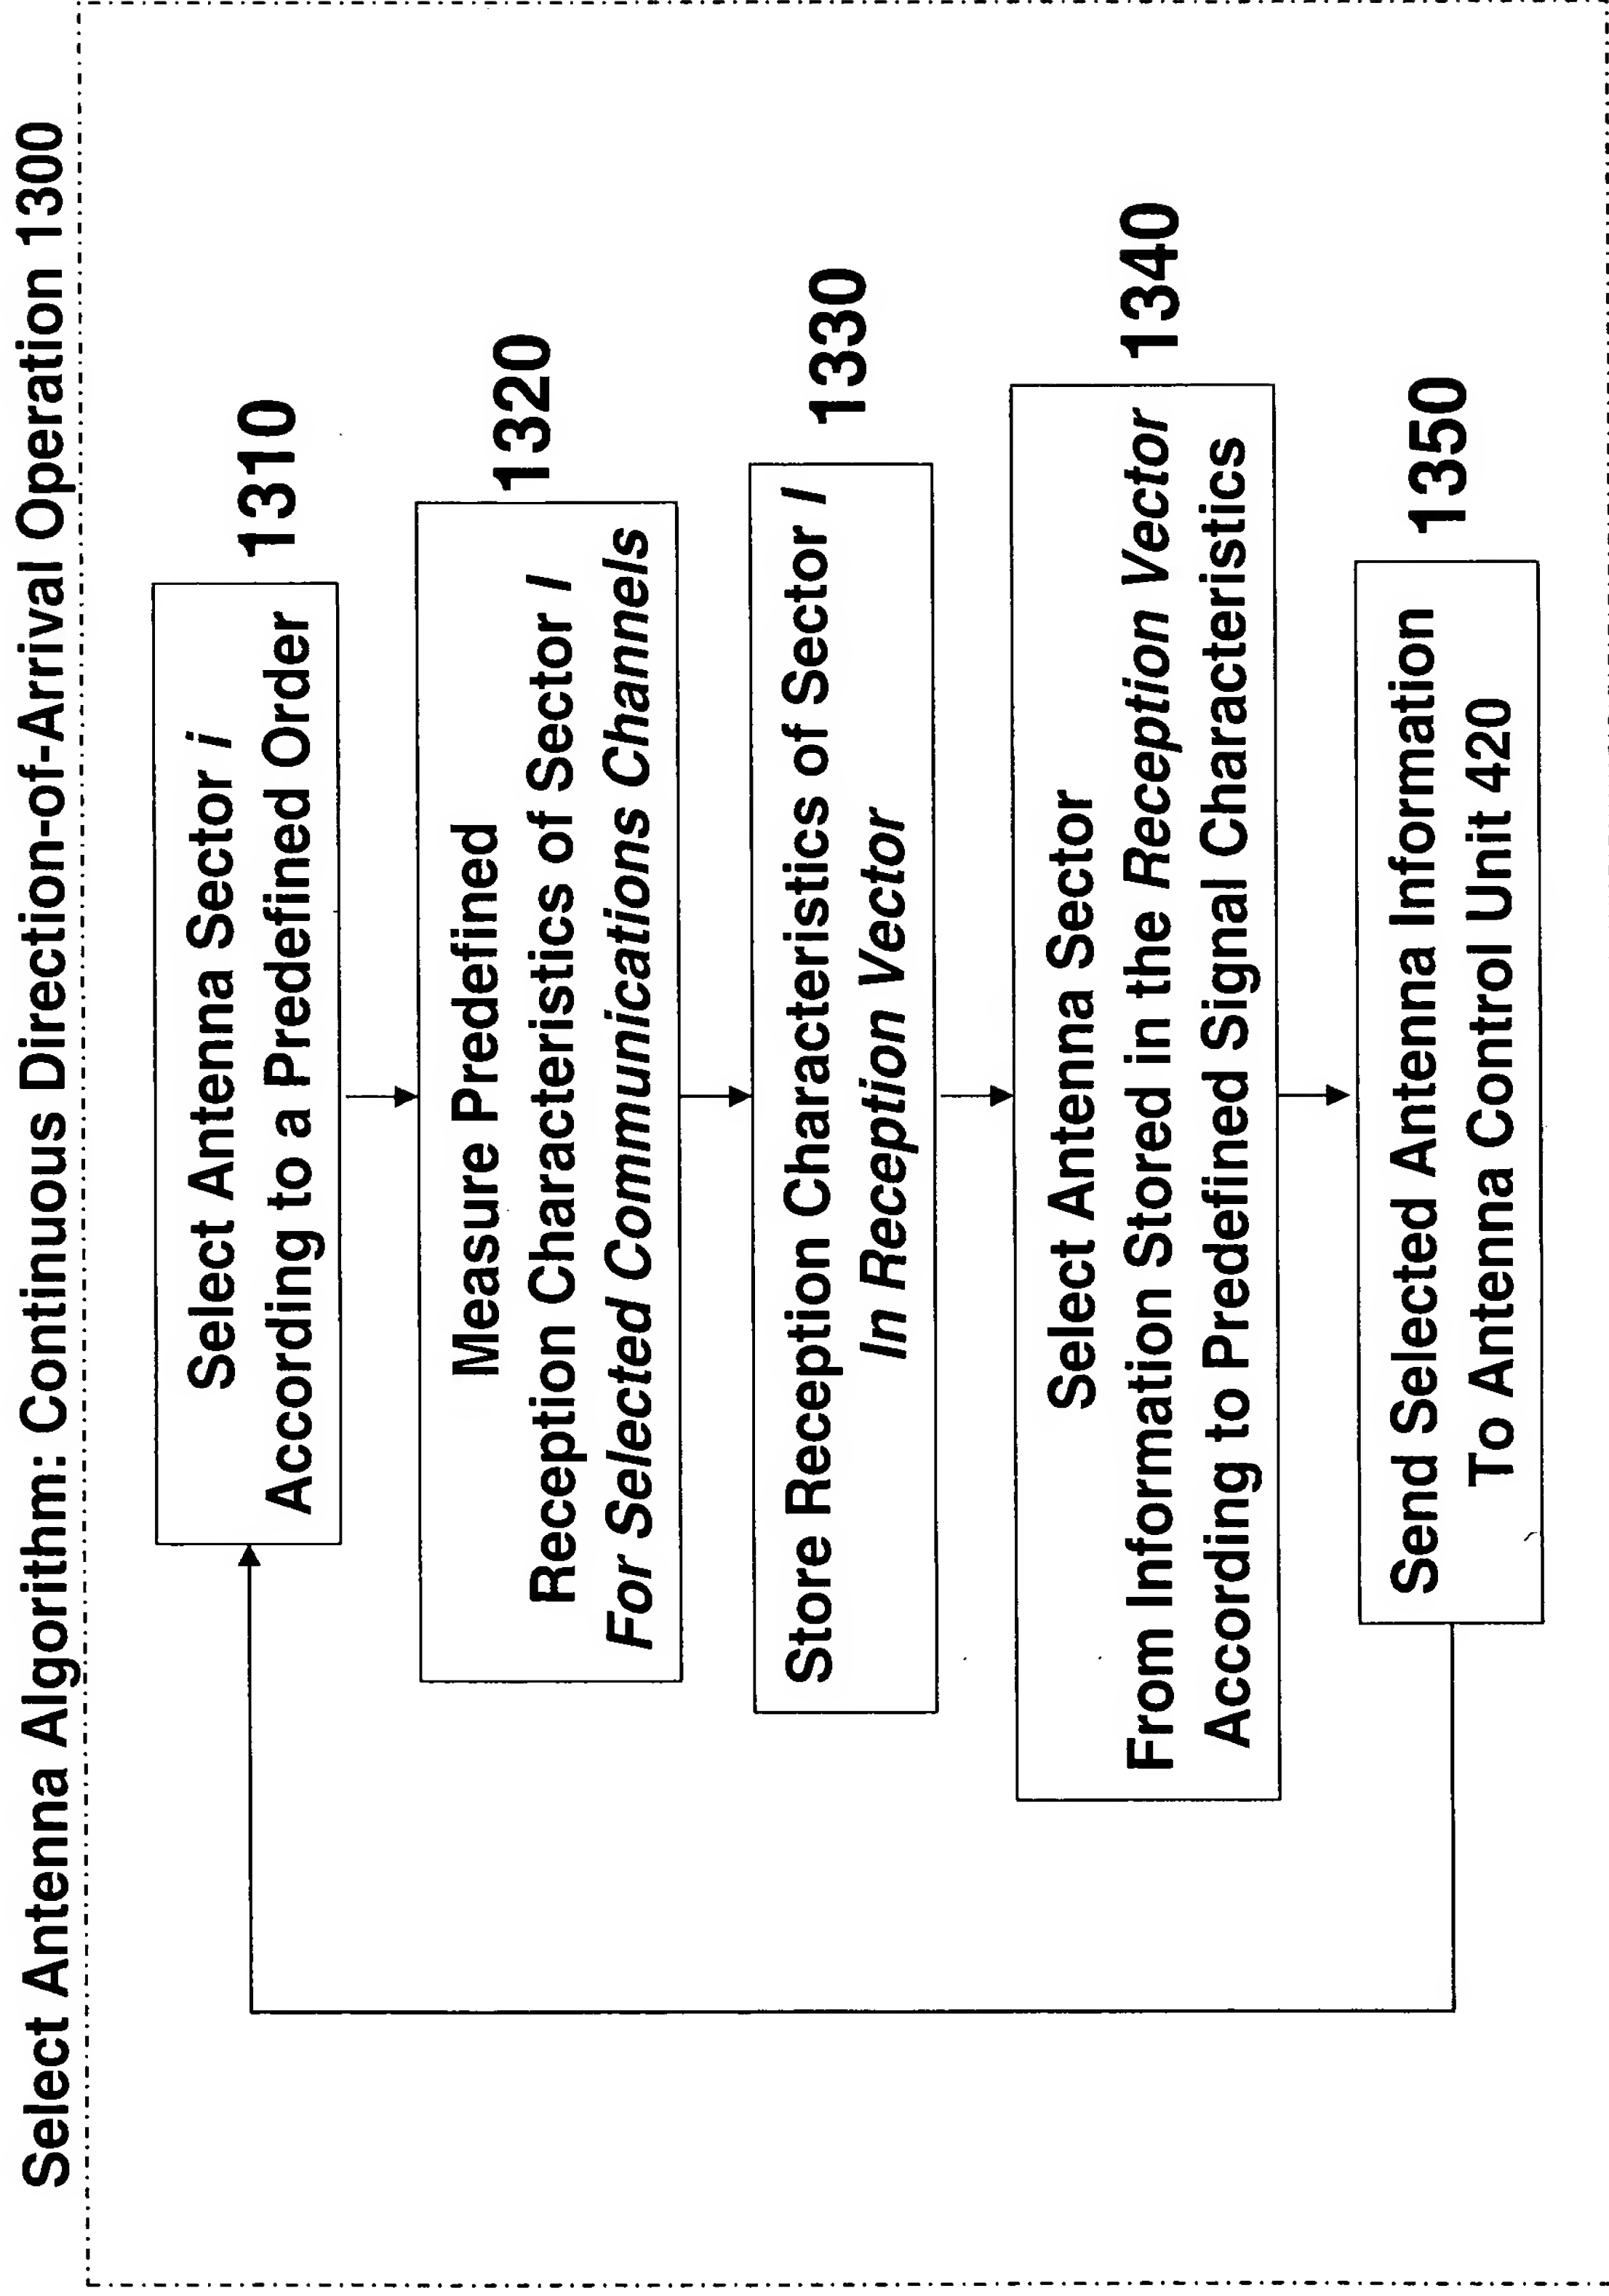 Select Antenna Algorithm: Continuous Direction-of-Arrival Operation 1300
Select Antenna Sector i
According to a Predefined Order
1310
Measure Predefined
Reception Characteristics of Sector I
For Selected Communications Channels
1320
Store Reception Characteristics of Sector I
In Reception Vector
1330
Select Antenna Sector
From Information Stored in the Reception Vector
According to Predefined Signal Characteristics
1340
Send Selected Antenna Information
To Antenna Control Unit 420
1350